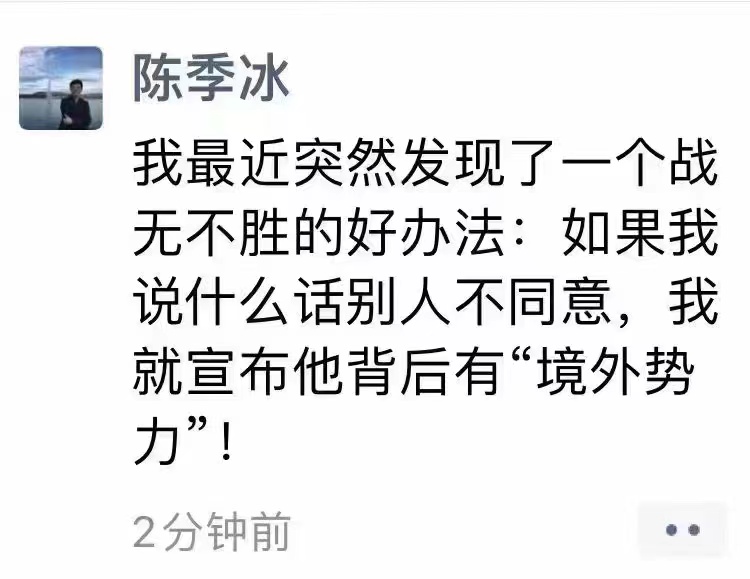 陈季冰
我最近突然发现了一个战
无不胜的好办法：如果我
说什么话别人不同意，我
就宣布他背后有“境外势
力”！
2分钟前